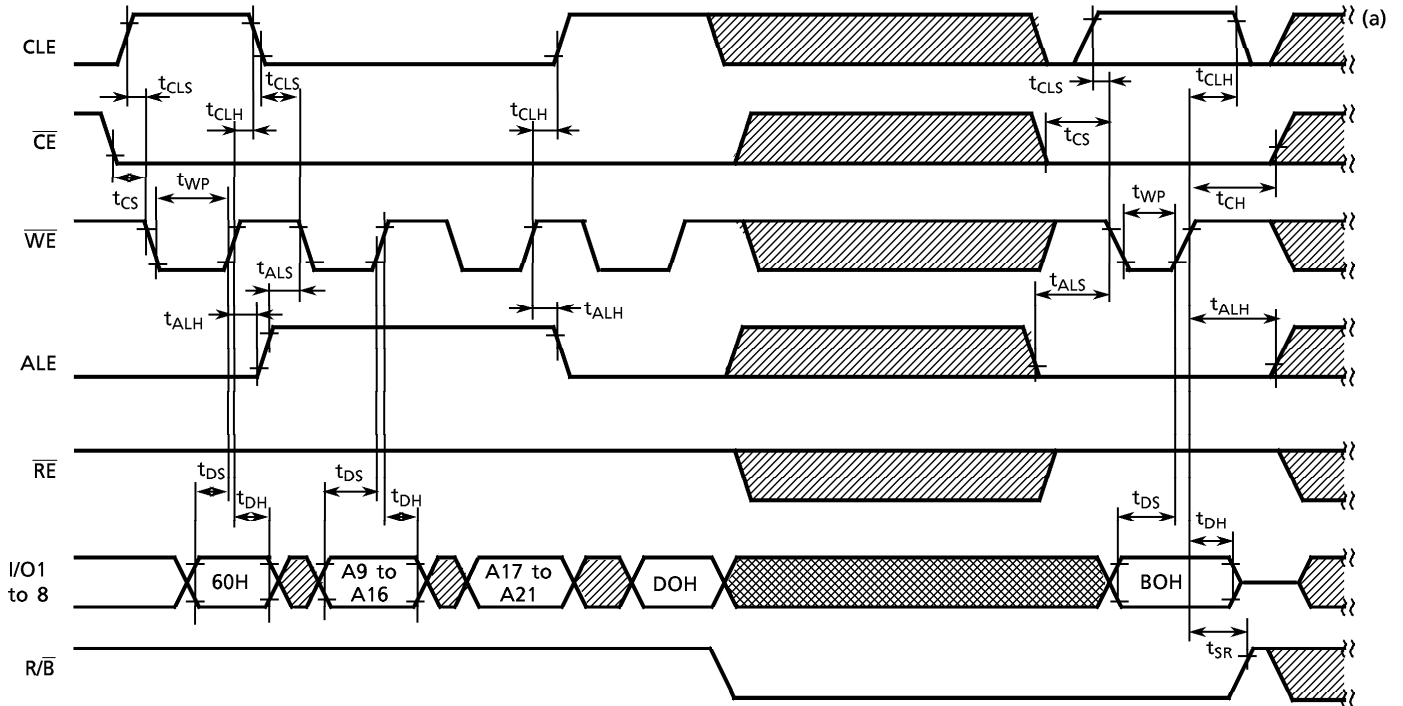 (a)
CLE
tCLS
tCLS
tCLS
tCLH
tCLH
tCLH
CE
tCS
tCS
tWP
tWP
tCH
WE
tALS
tALS
tALH
tALH
tALH
ALE
RE
tDS
tDS
tDS
tDH
tDH
tDH
I/O1
to 8
60H
A9 to
A16
A17 to
A21
DOH
BOH
tSR
R/B